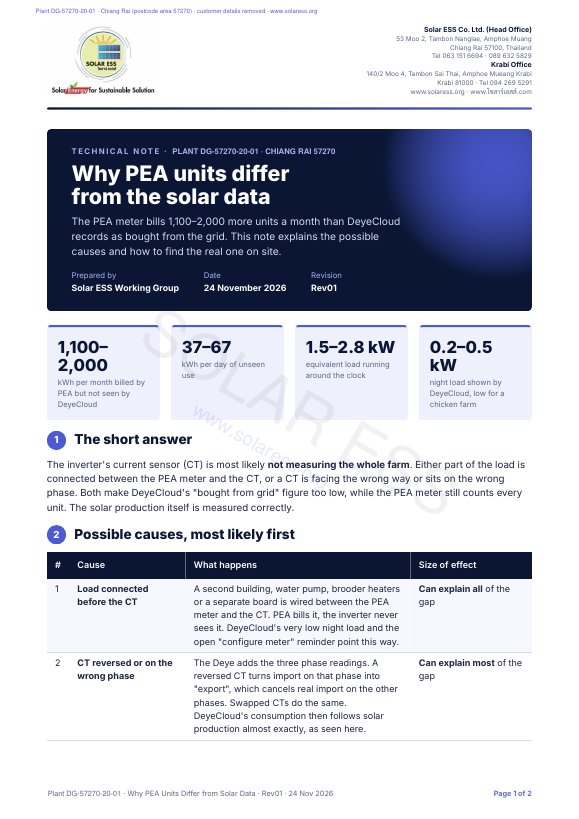 Plant DG-57270-20-01 · Chiang Rai (postcode area 57270) · customer details removed · www.solaress.org
SOLAR ESS
Solar Energy for Sustainable Solution
Solar ESS Co. Ltd. (Head Office)
53 Moo 2, Tambon Nanglae, Amphoe Muang
Chiang Rai 57100, Thailand
Tel 063 151 6694 · 089 632 5829
Krabi Office
140/2 Moo 4, Tambon Sai Thai, Amphoe Mueang Krabi
Krabi 81000 · Tel 094 269 5291
www.solaress.org · www.โซลาร์เอสส์.com
TECHNICAL NOTE · PLANT DG-57270-20-01 · CHIANG RAI 57270
Why PEA units differ
from the solar data
The PEA meter bills 1,100–2,000 more units a month than DeyeCloud
records as bought from the grid. This note explains the possible
causes and how to find the real one on site.
Prepared by
Date
Revision
Solar ESS Working Group
24 November 2026
Rev01
1,100–
2,000
kWh per month billed by
PEA but not seen by
DeyeCloud
37–67
kWh per day of unseen
use
1.5–2.8 kW
equivalent load running
around the clock
0.2–0.5
kW
night load shown by
DeyeCloud, low for a
chicken farm
SOLAR ESS
1 The short answer
The inverter's current sensor (CT) is most likely not measuring the whole farm. Either part of the load is
connected between the PEA meter and the CT, or a CT is facing the wrong way or sits on the wrong
phase. Both make DeyeCloud's "bought from grid" figure too low, while the PEA meter still counts every
unit. The solar production itself is measured correctly.
2 Possible causes, most likely first
# Cause What happens Size of effect
1 Load connected
before the CT
A second building, water pump, brooder heaters
or a separate board is wired between the PEA
meter and the CT. PEA bills it, the inverter never
sees it. DeyeCloud's very low night load and the
open "configure meter" reminder point this way.
Can explain all of the
gap
2 CT reversed or on the
wrong phase
The Deye adds the three phase readings. A
reversed CT turns import on that phase into
"export", which cancels real import on the other
phases. Swapped CTs do the same.
DeyeCloud's consumption then follows solar
production almost exactly, as seen here.
Can explain most of the
gap
Plant DG-57270-20-01 · Why PEA Units Differ from Solar Data · Rev01 · 24 Nov 2026
Page 1 of 2